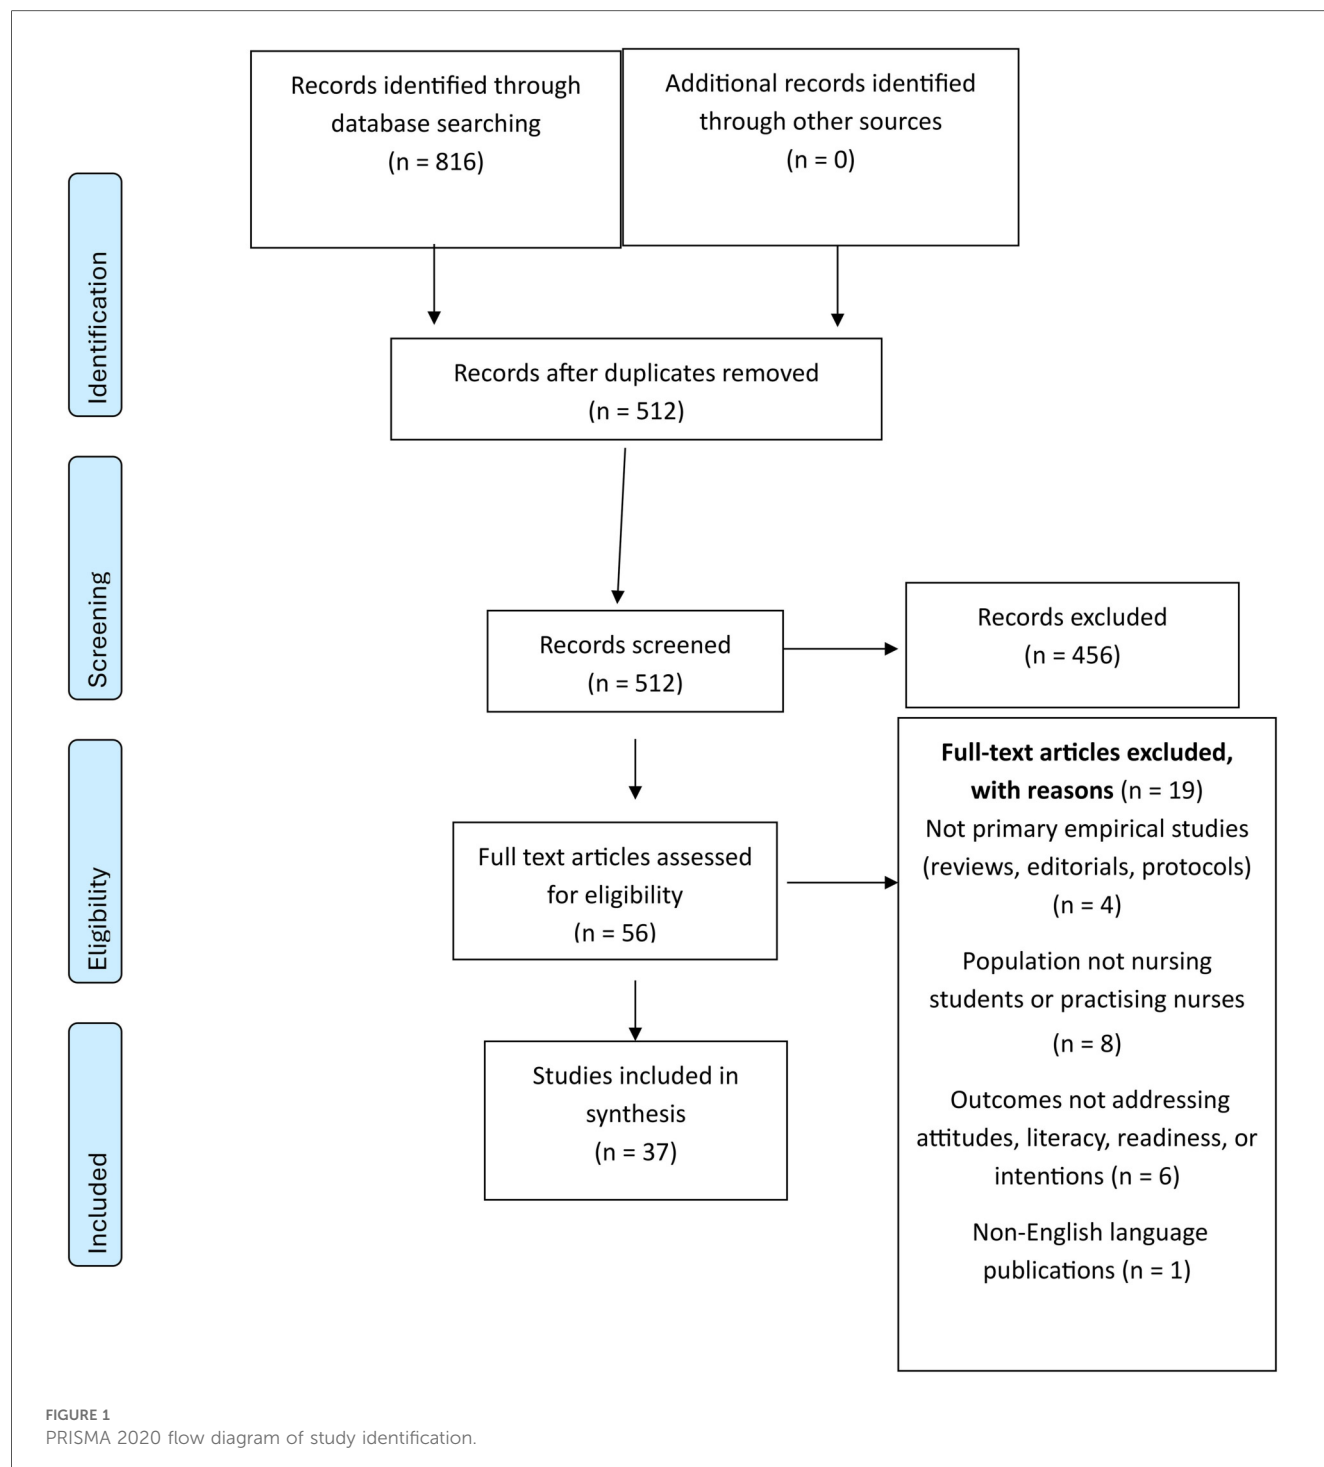 Records identified through
database searching
(n = 816)
Additional records identified
through other sources
(n = 0)
Identification
Records after duplicates removed
(n = 512)
Screening
Records screened
(n = 512)
Records excluded
(n = 456)
Eligibility
Full text articles assessed
for eligibility
(n = 56)
Full-text articles excluded,
with reasons (n = 19)
Not primary empirical studies
(reviews, editorials, protocols)
(n = 4)
Population not nursing
students or practising nurses
(n = 8)
Outcomes not addressing
attitudes, literacy, readiness, or
intentions (n = 6)
Non-English language
publications (n = 1)
Included
Studies included in
synthesis
(n = 37)
FIGURE 1
PRISMA 2020 flow diagram of study identification.